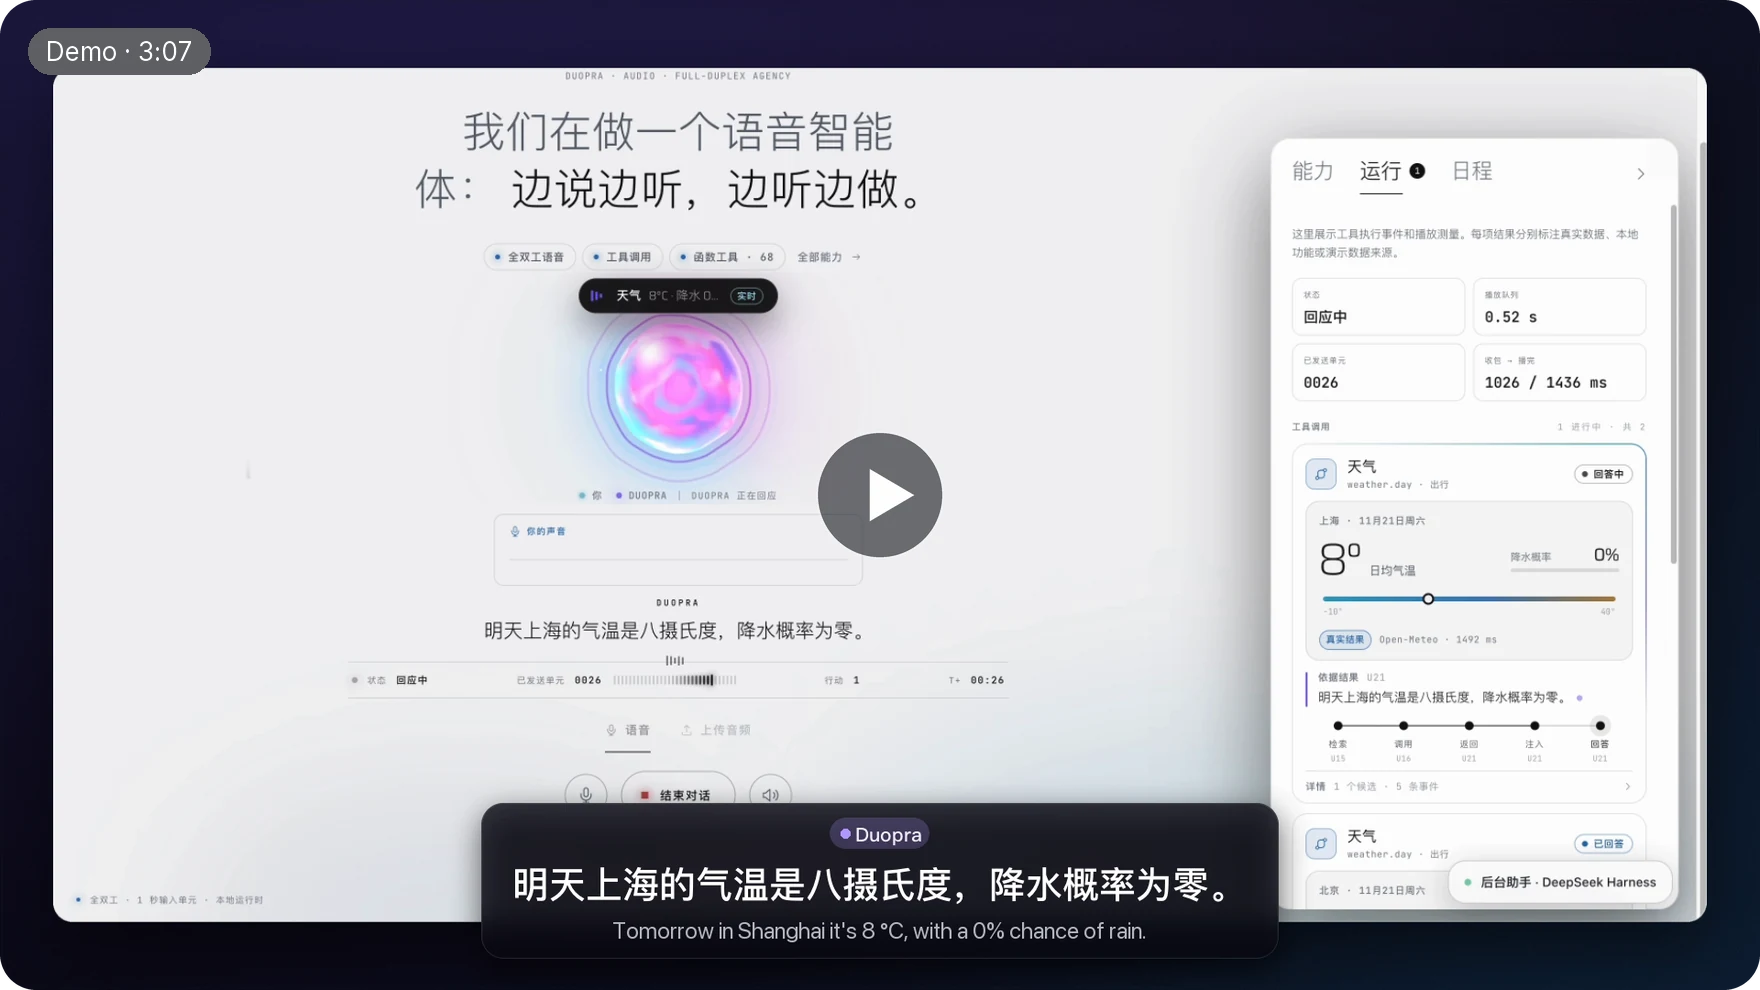 Demo · 3:07
DUOPRA · AUDIO · FULL-DUPLEX AGENCY
我们在做一个语音智能
体： 边说边听，边听边做。
全双工语音
工具调用
函数工具 · 68
全部能力 →
天气 8°C · 降水 0... 实时
你 DUOPRA | DUOPRA 正在回应
你的声音
DUOPRA
明天上海的气温是八摄氏度，降水概率为零。
状态 回应中
已发送单元 0026
行动 1
T+ 00:26
语音
上传音频
结束对话
全双工 · 1 秒输入单元 · 本地运行时
能力 运行 1 日程
这里展示工具执行事件和播放测量。每项结果分别标注真实数据、本地
功能或演示数据来源。
状态
回应中
播放队列
0.52 s
已发送单元
0026
收包 → 播完
1026 / 1436 ms
工具调用
1 进行中 · 共 2
天气
weather.day · 出行
回答中
上海 · 11月21日周六
8° 日均气温
降水概率 0%
-10° 40°
真实结果 Open-Meteo · 1492 ms
依据结果 U21
明天上海的气温是八摄氏度，降水概率为零。
检索 调用 返回 注入 回答
U15 U16 U21 U21 U21
详情 1 个候选 · 5 条事件
天气
weather.day · 出行
已回答
北京 · 11月21日周六
后台助手 · DeepSeek Harness
Duopra
明天上海的气温是八摄氏度，降水概率为零。
Tomorrow in Shanghai it's 8 °C, with a 0% chance of rain.